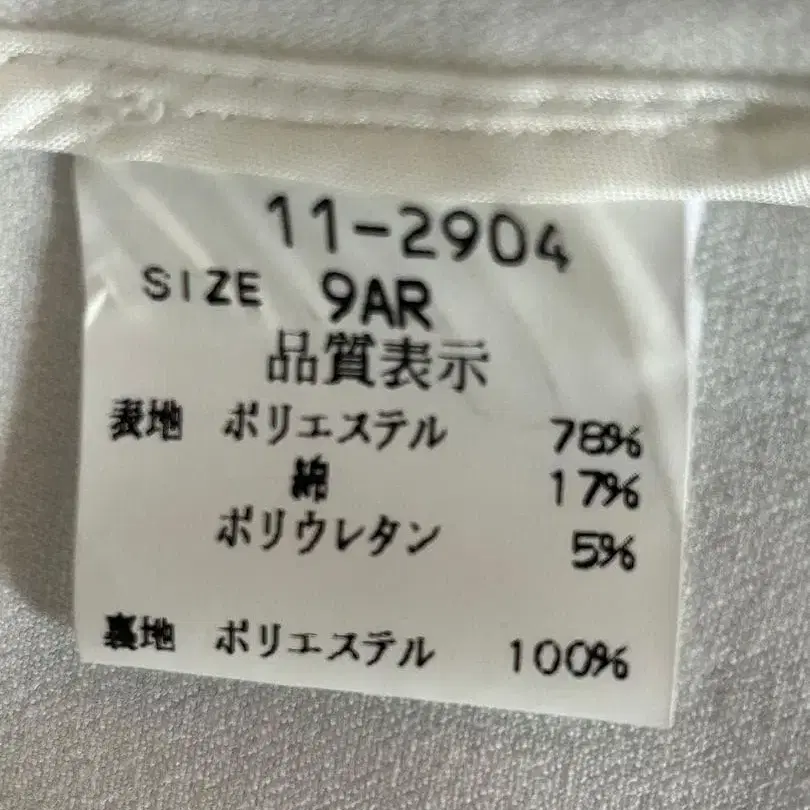 11-2904
SIZE 9AR
品質表示
表地 ポリエステル 78%
綿 17%
ポリウレタン 5%
裏地 ポリエステル 100%